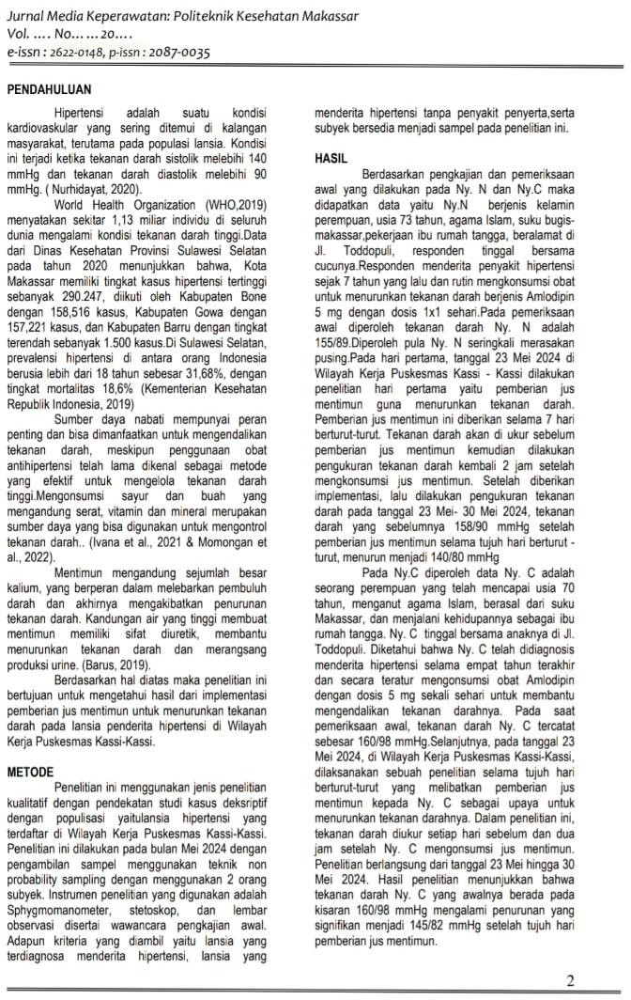 Jurnal Media Keperawatan: Politeknik Kesehatan Makassar
Vol. …. No…… …20….
e-issn : 2622-0148, p-issn : 2087-0035
PENDAHULUAN
Hipertensi adalah suatu kondisi
kardiovaskular yang sering ditemui di kalangan
masyarakat, terutama pada populasi lansia. Kondisi
ini terjadi ketika tekanan darah sistolik melebihi 140
mmHg dan tekanan darah diastolik melebihi 90
mmHg. ( Nurhidayat, 2020).
World Health Organization (WHO,2019)
menyatakan sekitar 1,13 miliar individu di seluruh
dunia mengalami kondisi tekanan darah tinggi.Data
dari Dinas Kesehatan Provinsi Sulawesi Selatan
pada tahun 2020 menunjukkan bahwa, Kota
Makassar memiliki tingkat kasus hipertensi tertinggi
sebanyak 290.247, diikuti oleh Kabupaten Bone
dengan 158,516 kasus, Kabupaten Gowa dengan
157,221 kasus, dan Kabupaten Barru dengan tingkat
terendah sebanyak 1.500 kasus.Di Sulawesi Selatan,
prevalensi hipertensi di antara orang Indonesia
berusia lebih dari 18 tahun sebesar 31,68%, dengan
tingkat mortalitas 18,6% (Kementerian Kesehatan
Republik Indonesia, 2019)
Sumber daya nabati mempunyai peran
penting dan bisa dimanfaatkan untuk mengendalikan
tekanan darah, meskipun penggunaan obat
antihipertensi telah lama dikenal sebagai metode
yang efektif untuk mengelola tekanan darah
tinggi.Mengonsumsi sayur dan buah yang
mengandung serat, vitamin dan mineral merupakan
sumber daya yang bisa digunakan untuk mengontrol
tekanan darah.. (Ivana et al., 2021 & Momongan et
al., 2022).
Mentimun mengandung sejumlah besar
kalium, yang berperan dalam melebarkan pembuluh
darah dan akhirnya mengakibatkan penurunan
tekanan darah. Kandungan air yang tinggi membuat
mentimun memiliki sifat diuretik, membantu
menurunkan tekanan darah dan merangsang
produksi urine. (Barus, 2019).
Berdasarkan hal diatas maka penelitian ini
bertujuan untuk mengetahui hasil dari implementasi
pemberian jus mentimun untuk menurunkan tekanan
darah pada lansia penderita hipertensi di Wilayah
Kerja Puskesmas Kassi-Kassi.
METODE
Penelitian ini menggunakan jenis penelitian
kualitatif dengan pendekatan studi kasus deksriptif
dengan populisasi yaitulansia hipertensi yang
terdaftar di Wilayah Kerja Puskesmas Kassi-Kassi.
Penelitian ini dilakukan pada bulan Mei 2024 dengan
pengambilan sampel menggunakan teknik non
probability sampling dengan menggunakan 2 orang
subyek. Instrumen penelitian yang digunakan adalah
Sphygmomanometer, stetoskop, dan lembar
observasi disertai wawancara pengkajian awal.
Adapun kriteria yang diambil yaitu lansia yang
terdiagnosa menderita hipertensi, lansia yang
menderita hipertensi tanpa penyakit penyerta,serta
subyek bersedia menjadi sampel pada penelitian ini.
HASIL
Berdasarkan pengkajian dan pemeriksaan
awal yang dilakukan pada Ny. N dan Ny.C maka
didapatkan data yaitu Ny.N berjenis kelamin
perempuan, usia 73 tahun, agama Islam, suku bugis-
makassar,pekerjaan ibu rumah tangga, beralamat di
Jl. Toddopuli, responden tinggal bersama
cucunya.Responden menderita penyakit hipertensi
sejak 7 tahun yang lalu dan rutin mengkonsumsi obat
untuk menurunkan tekanan darah berjenis Amlodipin
5 mg dengan dosis 1x1 sehari.Pada pemeriksaan
awal diperoleh tekanan darah Ny. N adalah
155/89.Diperoleh pula Ny. N seringkali merasakan
pusing.Pada hari pertama, tanggal 23 Mei 2024 di
Wilayah Kerja Puskesmas Kassi - Kassi dilakukan
penelitian hari pertama yaitu pemberian jus
mentimun guna menurunkan tekanan darah.
Pemberian jus mentimun ini diberikan selama 7 hari
berturut-turut. Tekanan darah akan di ukur sebelum
pemberian jus mentimun kemudian dilakukan
pengukuran tekanan darah kembali 2 jam setelah
mengkonsumsi jus mentimun. Setelah diberikan
implementasi, lalu dilakukan pengukuran tekanan
darah pada tanggal 23 Mei- 30 Mei 2024, tekanan
darah yang sebelumnya 158/90 mmHg setelah
pemberian jus mentimun selama tujuh hari berturut -
turut, menurun menjadi 140/80 mmHg
Pada Ny.C diperoleh data Ny. C adalah
seorang perempuan yang telah mencapai usia 70
tahun, menganut agama Islam, berasal dari suku
Makassar, dan menjalani kehidupannya sebagai ibu
rumah tangga. Ny. C tinggal bersama anaknya di Jl.
Toddopuli. Diketahui bahwa Ny. C telah didiagnosis
menderita hipertensi selama empat tahun terakhir
dan secara teratur mengonsumsi obat Amlodipin
dengan dosis 5 mg sekali sehari untuk membantu
mengendalikan tekanan darahnya. Pada saat
pemeriksaan awal, tekanan darah Ny. C tercatat
sebesar 160/98 mmHg.Selanjutnya, pada tanggal 23
Mei 2024, di Wilayah Kerja Puskesmas Kassi-Kassi,
dilaksanakan sebuah penelitian selama tujuh hari
berturut-turut yang melibatkan pemberian jus
mentimun kepada Ny. C sebagai upaya untuk
menurunkan tekanan darahnya. Dalam penelitian ini,
tekanan darah diukur setiap hari sebelum dan dua
jam setelah Ny. C mengonsumsi jus mentimun.
Penelitian berlangsung dari tanggal 23 Mei hingga 30
Mei 2024. Hasil penelitian menunjukkan bahwa
tekanan darah Ny. C yang awalnya berada pada
kisaran 160/98 mmHg mengalami penurunan yang
signifikan menjadi 145/82 mmHg setelah tujuh hari
pemberian jus mentimun.
2